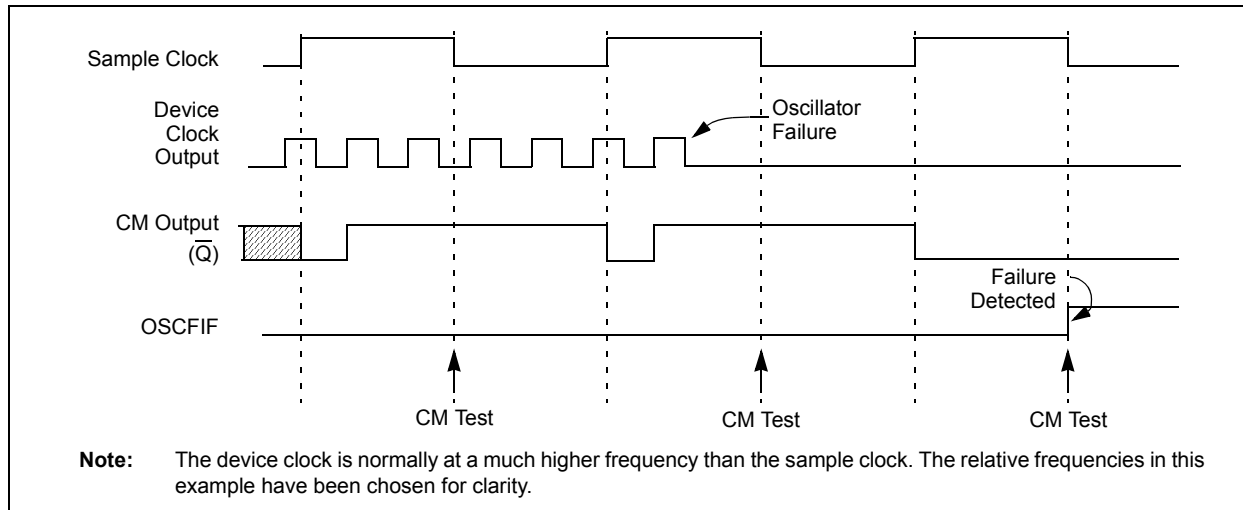 Sample Clock
Device
Clock
Output
Oscillator
Failure
CM Output
(Q̅)
Failure
Detected
OSCFIF
CM Test
CM Test
CM Test
Note: The device clock is normally at a much higher frequency than the sample clock. The relative frequencies in this
example have been chosen for clarity.